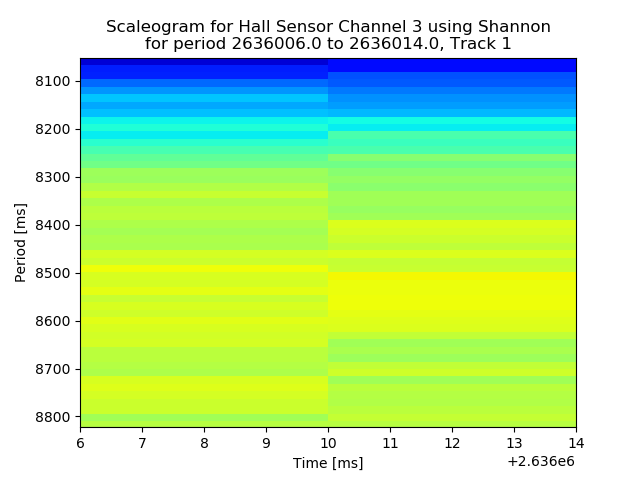 Scaleogram for Hall Sensor Channel 3 using Shannon
for period 2636006.0 to 2636014.0, Track 1
8100
8200
8300
8400
8500
8600
8700
8800
Period [ms]
6 7 8 9 10 11 12 13 14
Time [ms]
+2.636e6